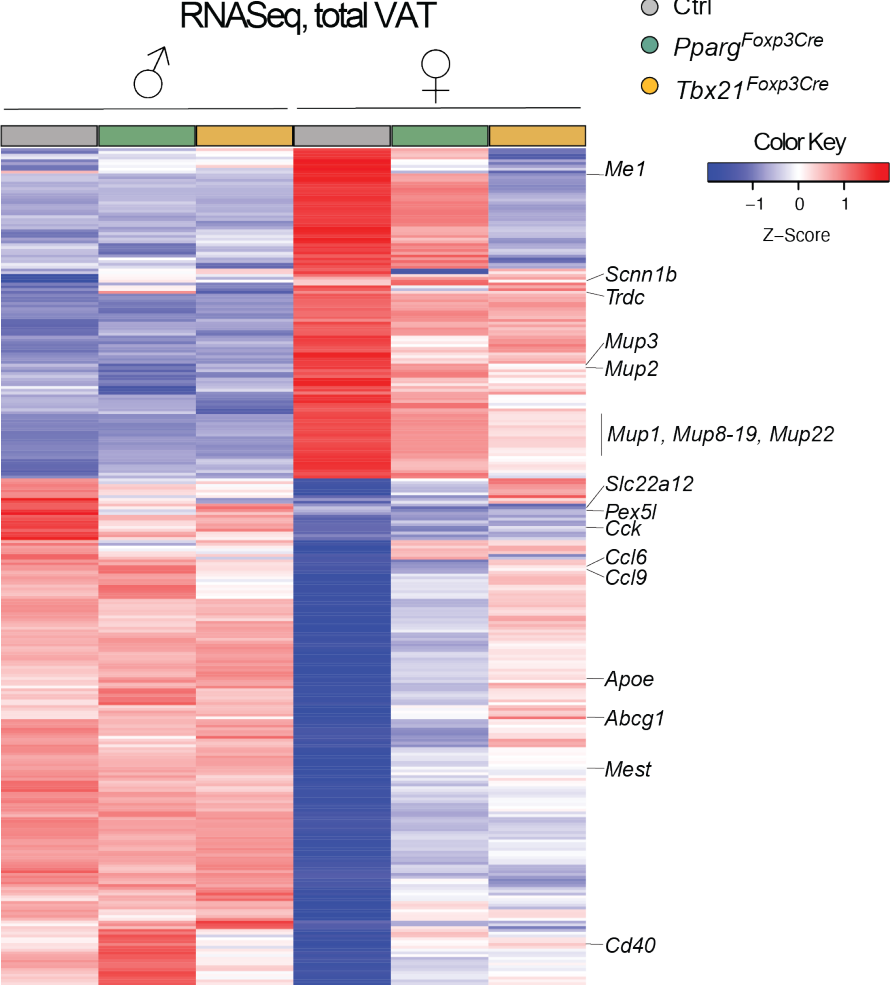 RNASeq, total VAT
♂ ♀
Ctrl
Pparg^Foxp3Cre
Tbx21^Foxp3Cre
Color Key
−1 0 1
Z−Score
Me1
Scnn1b
Trdc
Mup3
Mup2
Mup1, Mup8-19, Mup22
Slc22a12
Pex5l
Cck
Ccl6
Ccl9
Apoe
Abcg1
Mest
Cd40